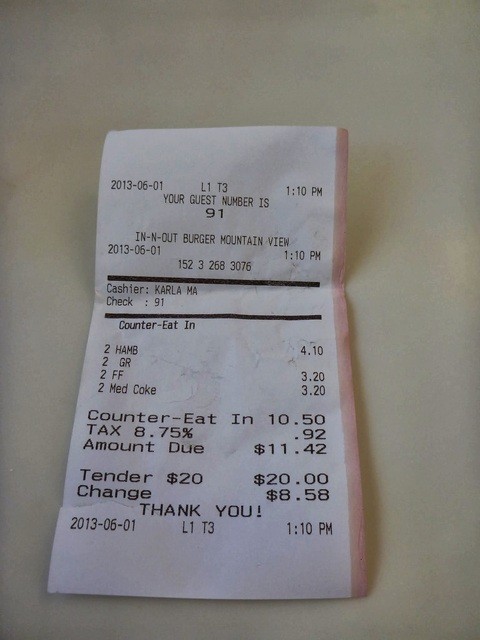 2013-06-01 L1 T3 1:10 PM
YOUR GUEST NUMBER IS
91
IN-N-OUT BURGER MOUNTAIN VIEW
2013-06-01 1:10 PM
152 3 268 3076
Cashier: KARLA MA
Check : 91
Counter-Eat In
2 HAMB 4.10
2 GR
2 FF 3.20
2 Med Coke 3.20
Counter-Eat In 10.50
TAX 8.75% .92
Amount Due $11.42
Tender $20 $20.00
Change $8.58
THANK YOU!
2013-06-01 L1 T3 1:10 PM